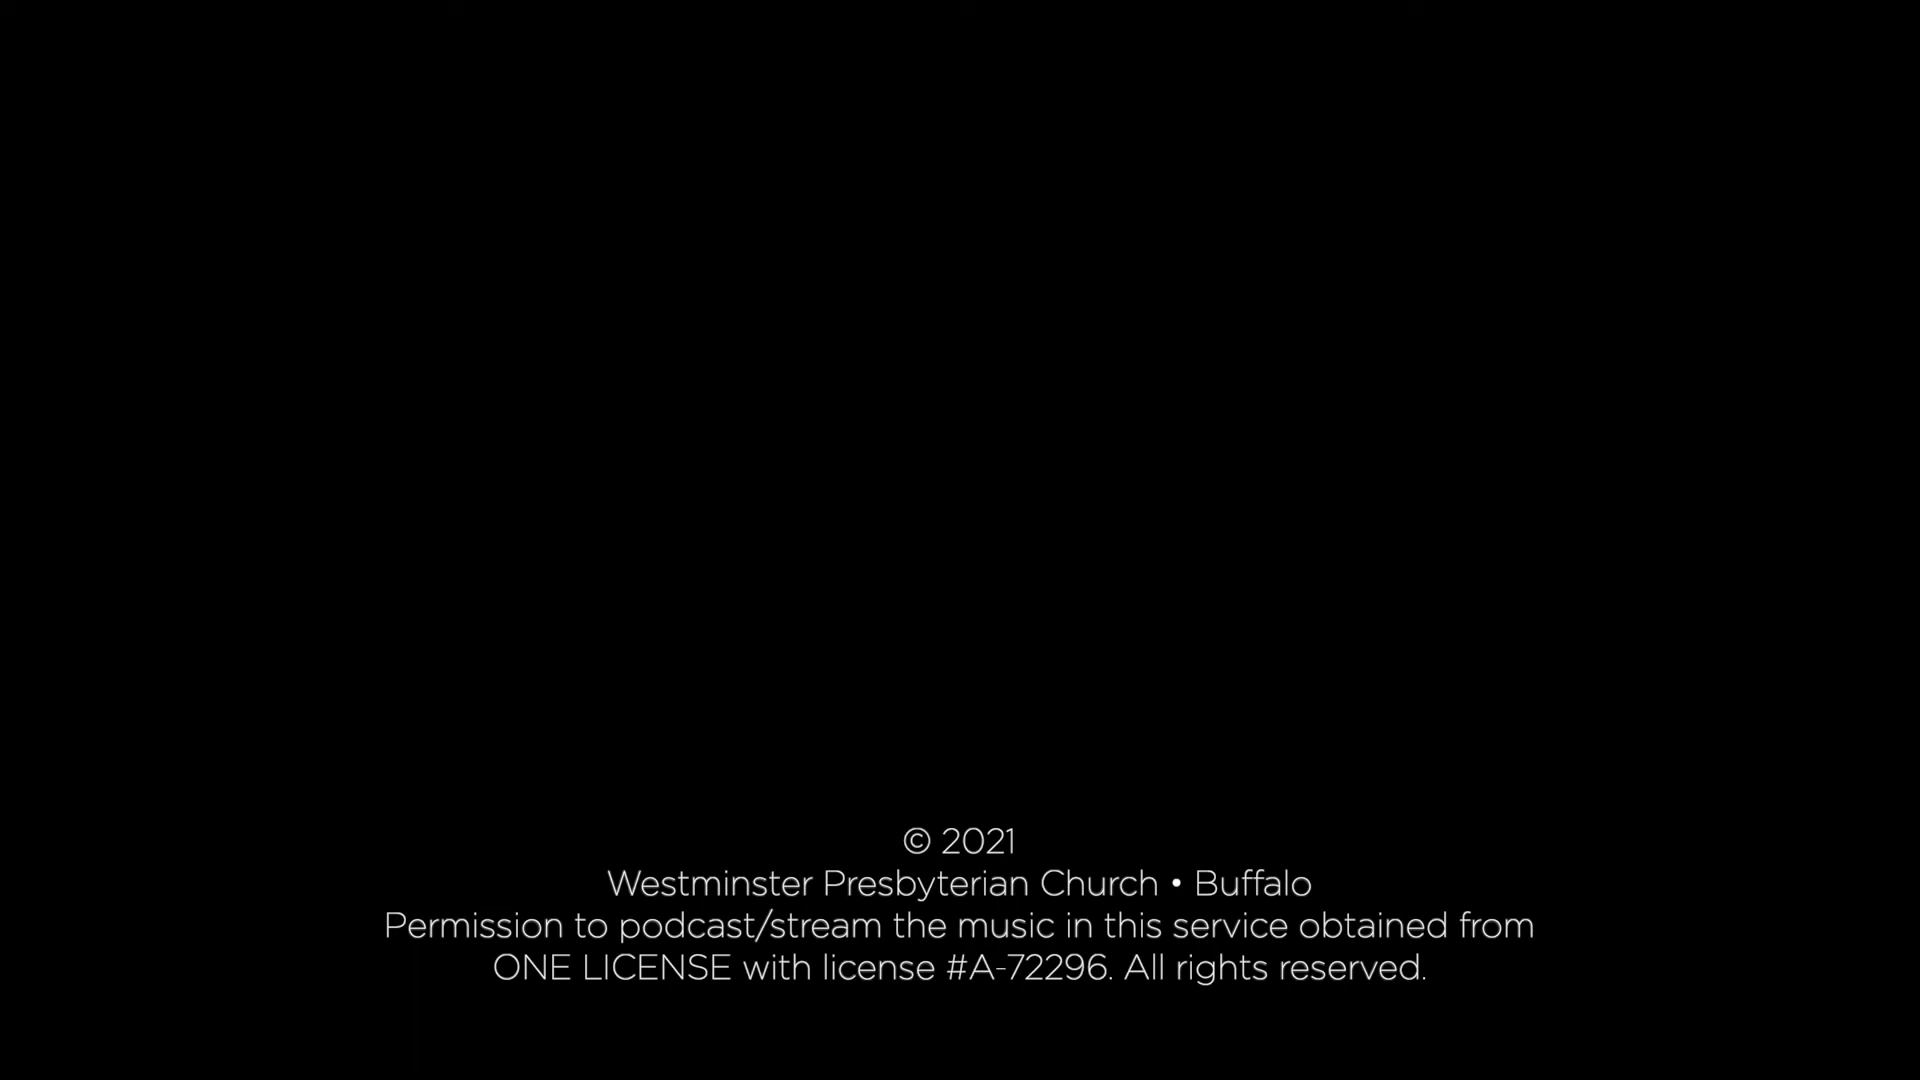 © 2021
Westminster Presbyterian Church • Buffalo
Permission to podcast/stream the music in this service obtained from
ONE LICENSE with license #A-72296. All rights reserved.